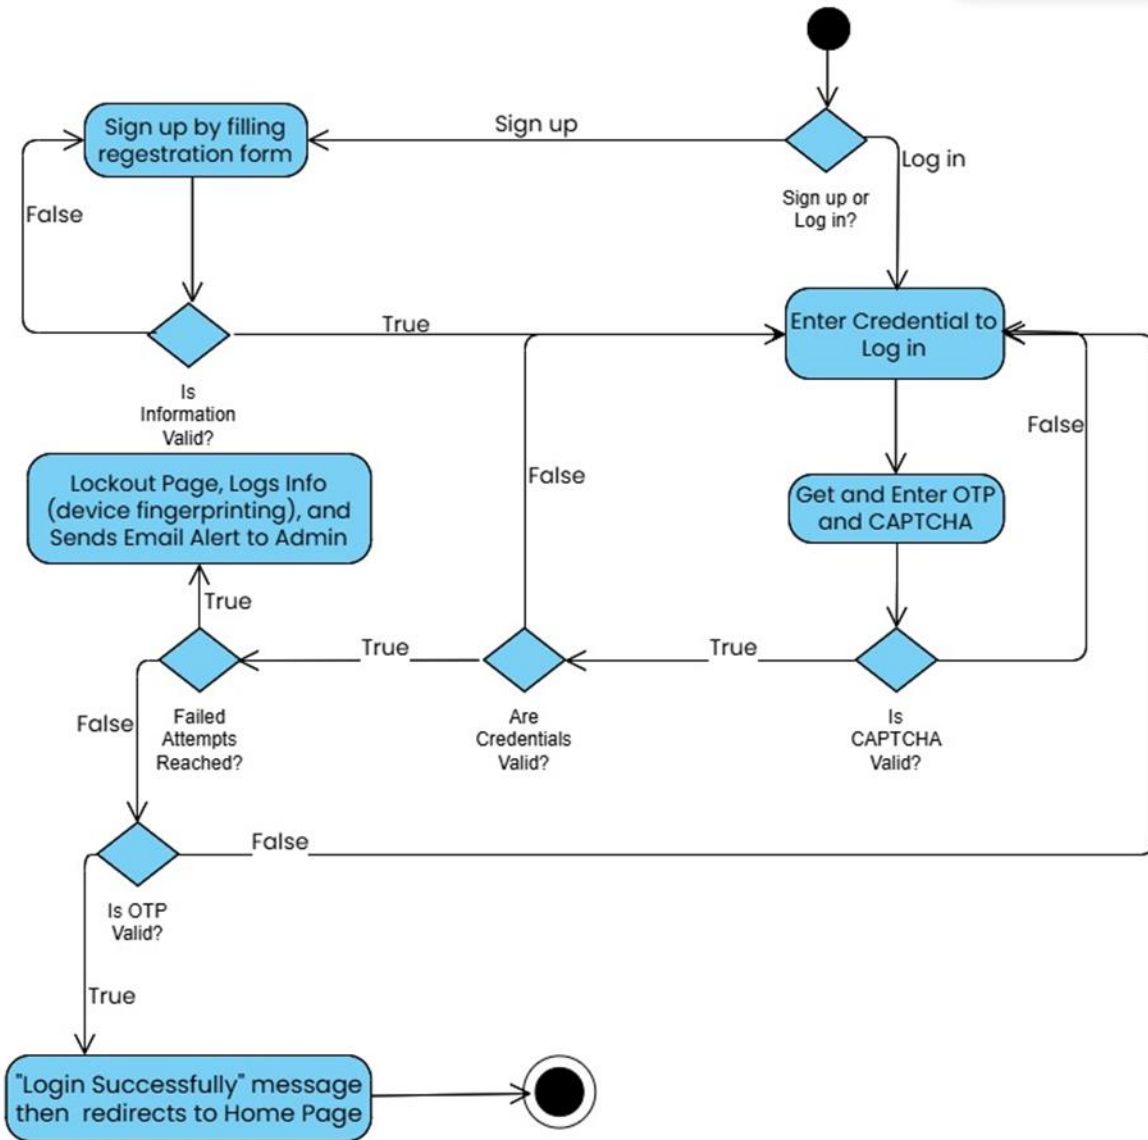 Sign up by filling
regestration form
Sign up
Log in
Sign up or
Log in?
False
True
Enter Credential to
Log in
Is
Information
Valid?
False
False
Lockout Page, Logs Info
(device fingerprinting), and
Sends Email Alert to Admin
Get and Enter OTP
and CAPTCHA
True
True
True
Failed
Attempts
Reached?
Are
Credentials
Valid?
Is
CAPTCHA
Valid?
False
False
Is OTP
Valid?
True
"Login Successfully" message
then redirects to Home Page